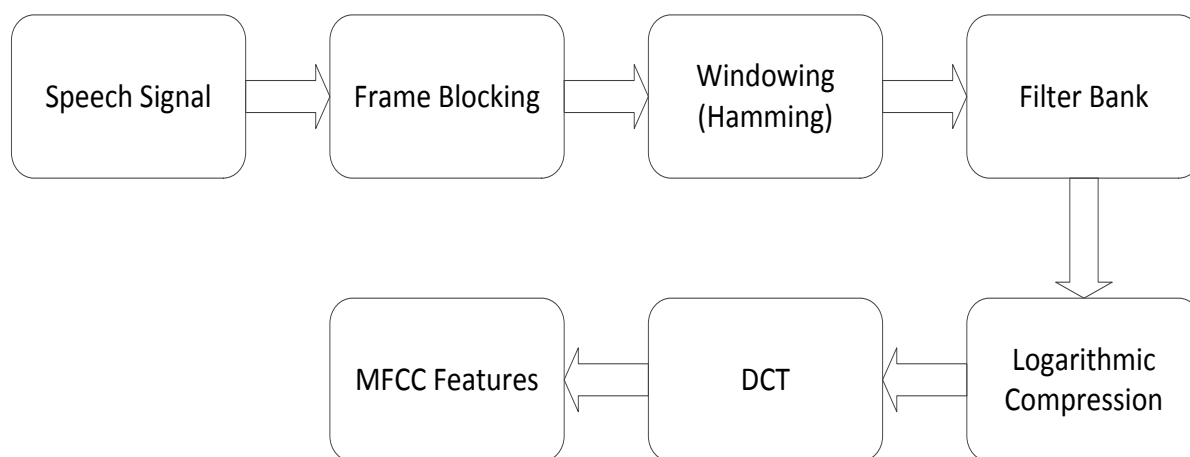 Speech Signal
Frame Blocking
Windowing
(Hamming)
Filter Bank
Logarithmic
Compression
DCT
MFCC Features